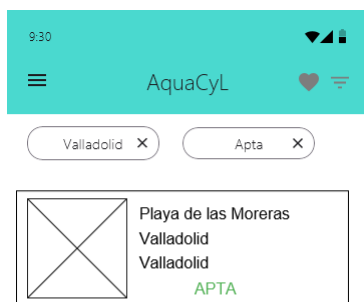 9:30
AquaCyL
Valladolid
Apta
Playa de las Moreras
Valladolid
Valladolid
APTA